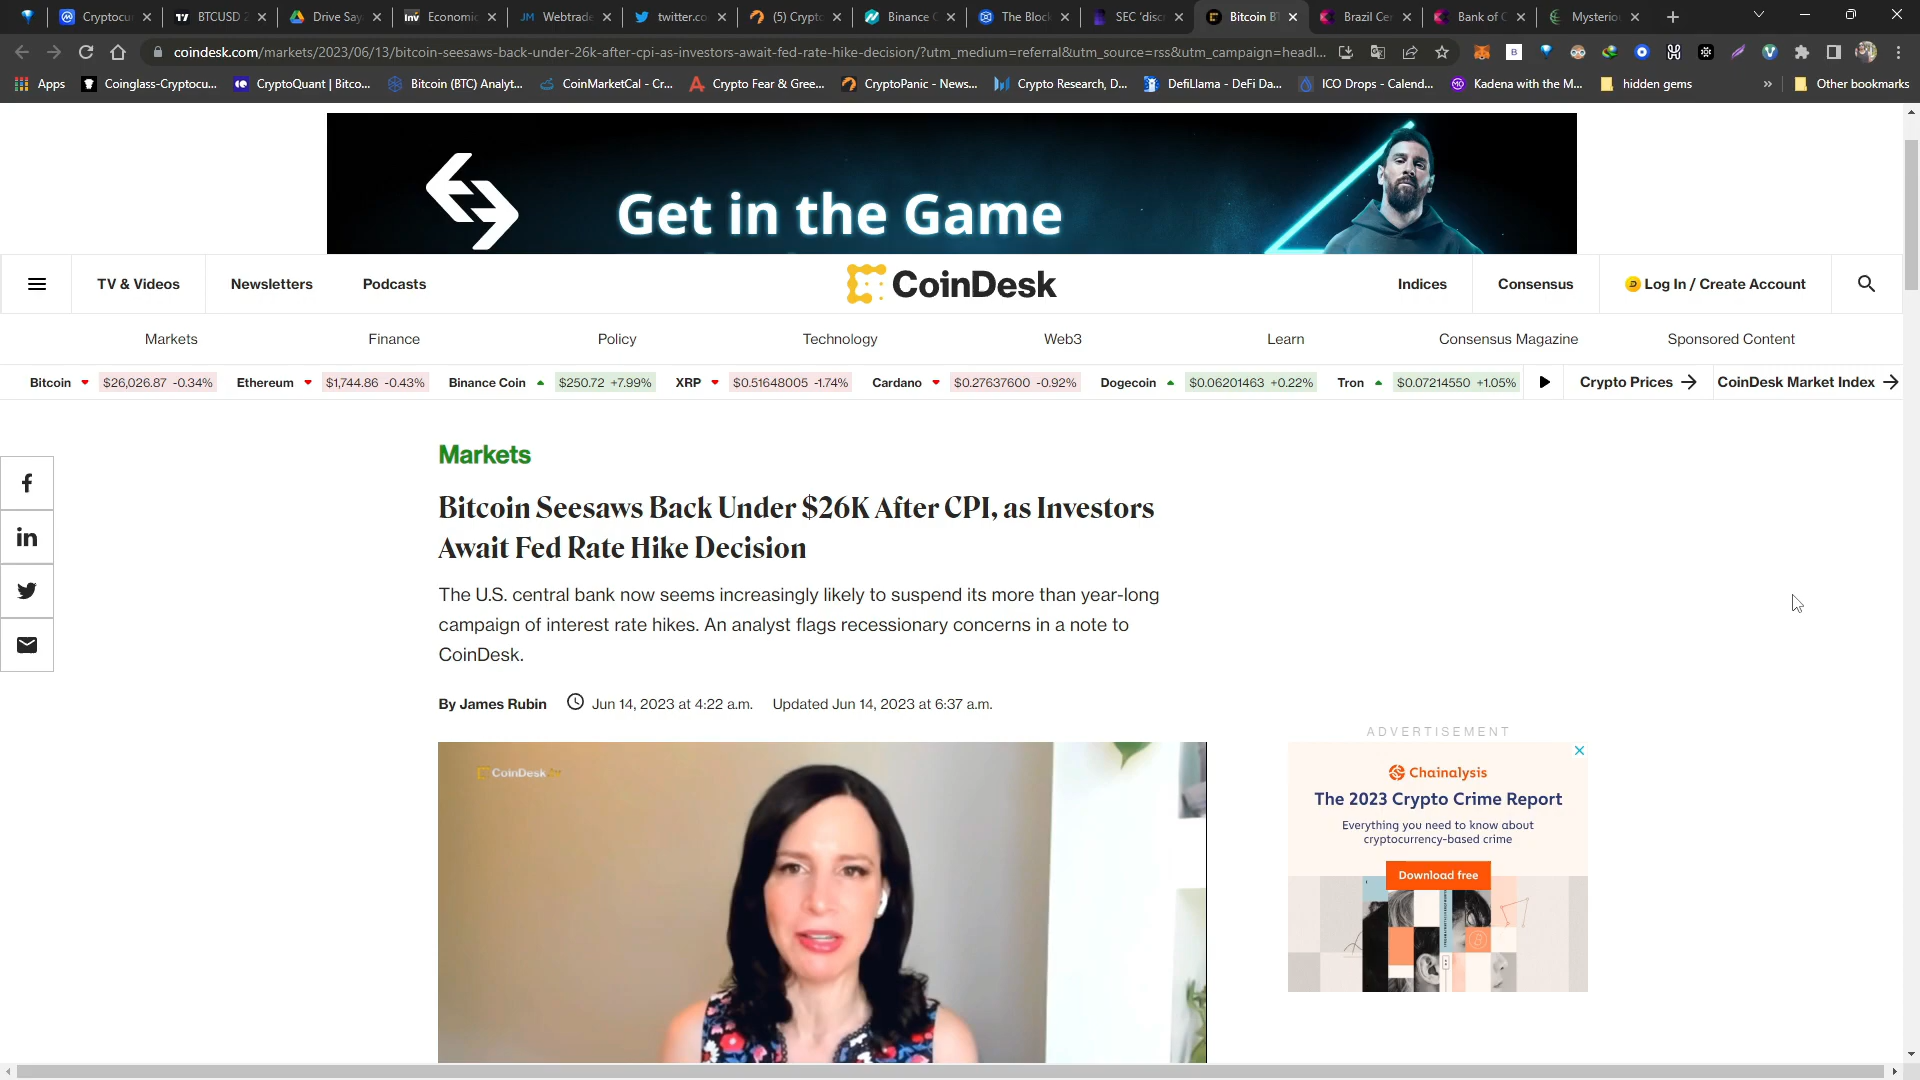 Cryptocu
BTCUSD 2
Drive Say
Economic
Webtrade
twitter.co
(5) Crypto
Binance C
The Block
SEC 'disc
Bitcoin BT
Brazil Cen
Bank of C
Mysterio
coindesk.com/markets/2023/06/13/bitcoin-seesaws-back-under-26k-after-cpi-as-investors-await-fed-rate-hike-decision/?utm_medium=referral&utm_source=rss&utm_campaign=headl...
Apps
Coinglass-Cryptocu...
CryptoQuant | Bitco...
Bitcoin (BTC) Analyt...
CoinMarketCal - Cr...
Crypto Fear & Gree...
CryptoPanic - News...
Crypto Research, D...
DefiLlama - DeFi Da...
ICO Drops - Calend...
Kadena with the M...
hidden gems
»
Other bookmarks
Get in the Game
TV & Videos
Newsletters
Podcasts
CoinDesk
Indices
Consensus
Log In / Create Account
Markets
Finance
Policy
Technology
Web3
Learn
Consensus Magazine
Sponsored Content
Bitcoin $26,026.87 -0.34%
Ethereum $1,744.86 -0.43%
Binance Coin $250.72 +7.99%
XRP $0.51648005 -1.74%
Cardano $0.27637600 -0.92%
Dogecoin $0.06201463 +0.22%
Tron $0.07214550 +1.05%
Crypto Prices
CoinDesk Market Index
Markets
Bitcoin Seesaws Back Under $26K After CPI, as Investors
Await Fed Rate Hike Decision
The U.S. central bank now seems increasingly likely to suspend its more than year-long
campaign of interest rate hikes. An analyst flags recessionary concerns in a note to
CoinDesk.
By James Rubin
Jun 14, 2023 at 4:22 a.m.
Updated Jun 14, 2023 at 6:37 a.m.
CoinDesk
ADVERTISEMENT
Chainalysis
The 2023 Crypto Crime Report
Everything you need to know about
cryptocurrency-based crime
Download free